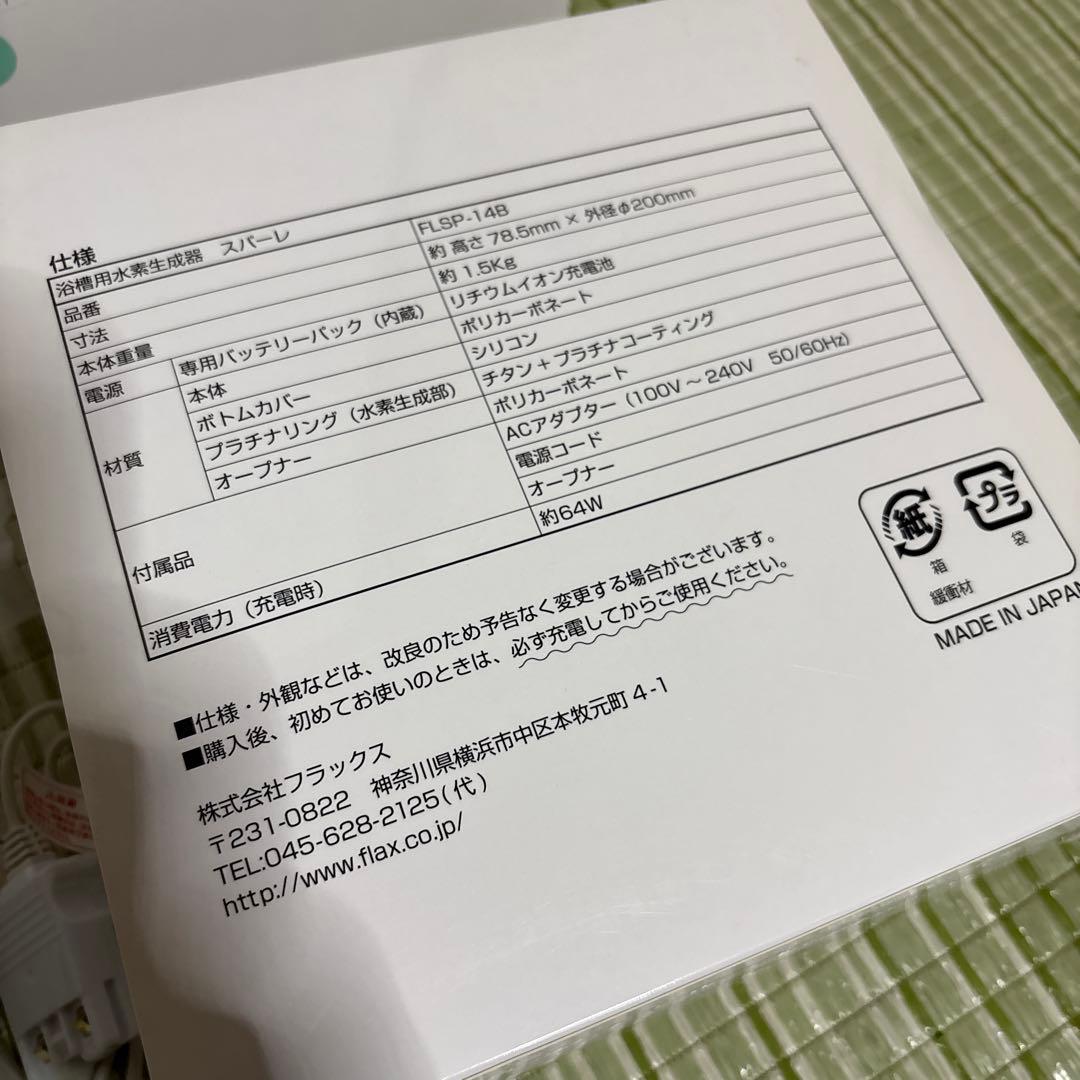 仕様
浴槽用水素生成器 スパーレ
品番 FLSP-14B
寸法 約 高さ 78.5mm × 外径φ200mm
本体重量 約 1.5Kg
電源 専用バッテリーパック（内蔵） リチウムイオン充電池
材質 本体 ポリカーボネート
ボトムカバー シリコン
プラチナリング（水素生成部） チタン＋プラチナコーティング
オープナー ポリカーボネート
付属品 ACアダプター（100V～240V 50/60Hz）
電源コード
オープナー
消費電力（充電時） 約64W
■仕様・外観などは、改良のため予告なく変更する場合がございます。
■購入後、初めてお使いのときは、必ず充電してからご使用ください。
株式会社フラックス
〒231-0822 神奈川県横浜市中区本牧元町 4-1
TEL:045-628-2125(代)
http://www.flax.co.jp/
紙
箱
緩衝材
プラ
袋
MADE IN JAPAN